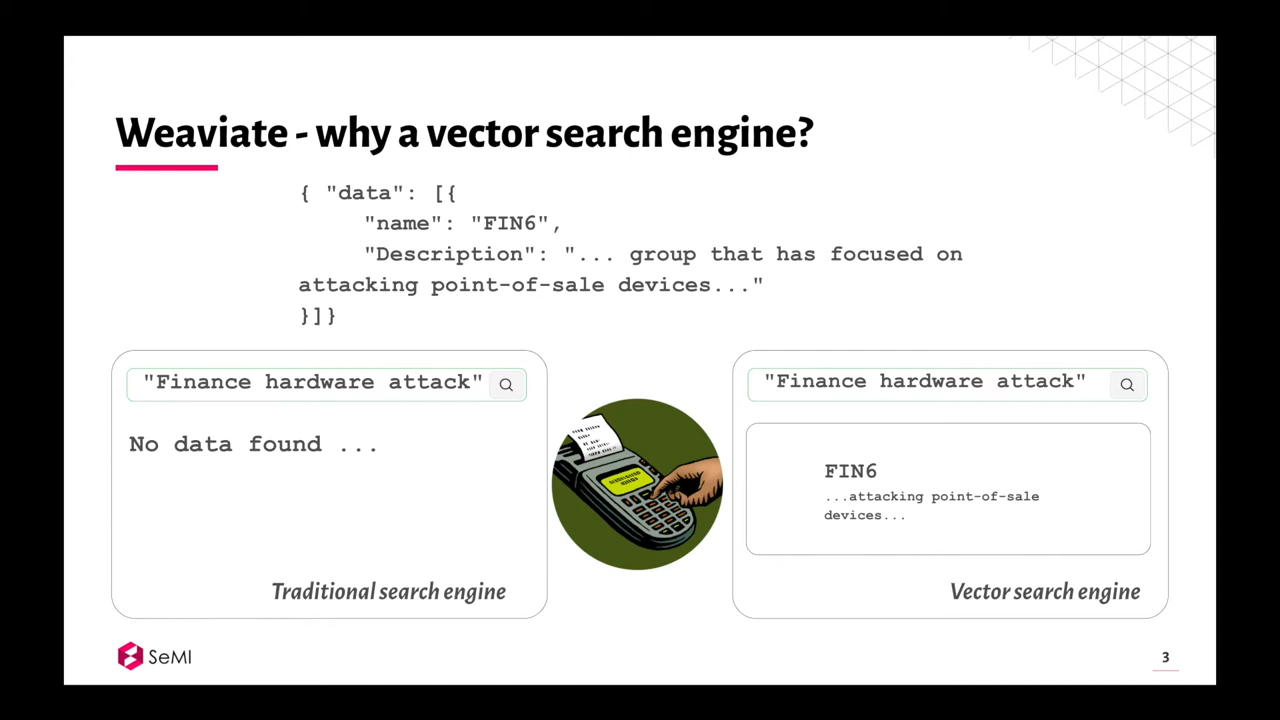 Weaviate - why a vector search engine?
{ "data": [{
"name": "FIN6",
"Description": "... group that has focused on
attacking point-of-sale devices..."
}]}
"Finance hardware attack"
No data found ...
Traditional search engine
"Finance hardware attack"
FIN6
...attacking point-of-sale
devices...
Vector search engine
SeMI
3